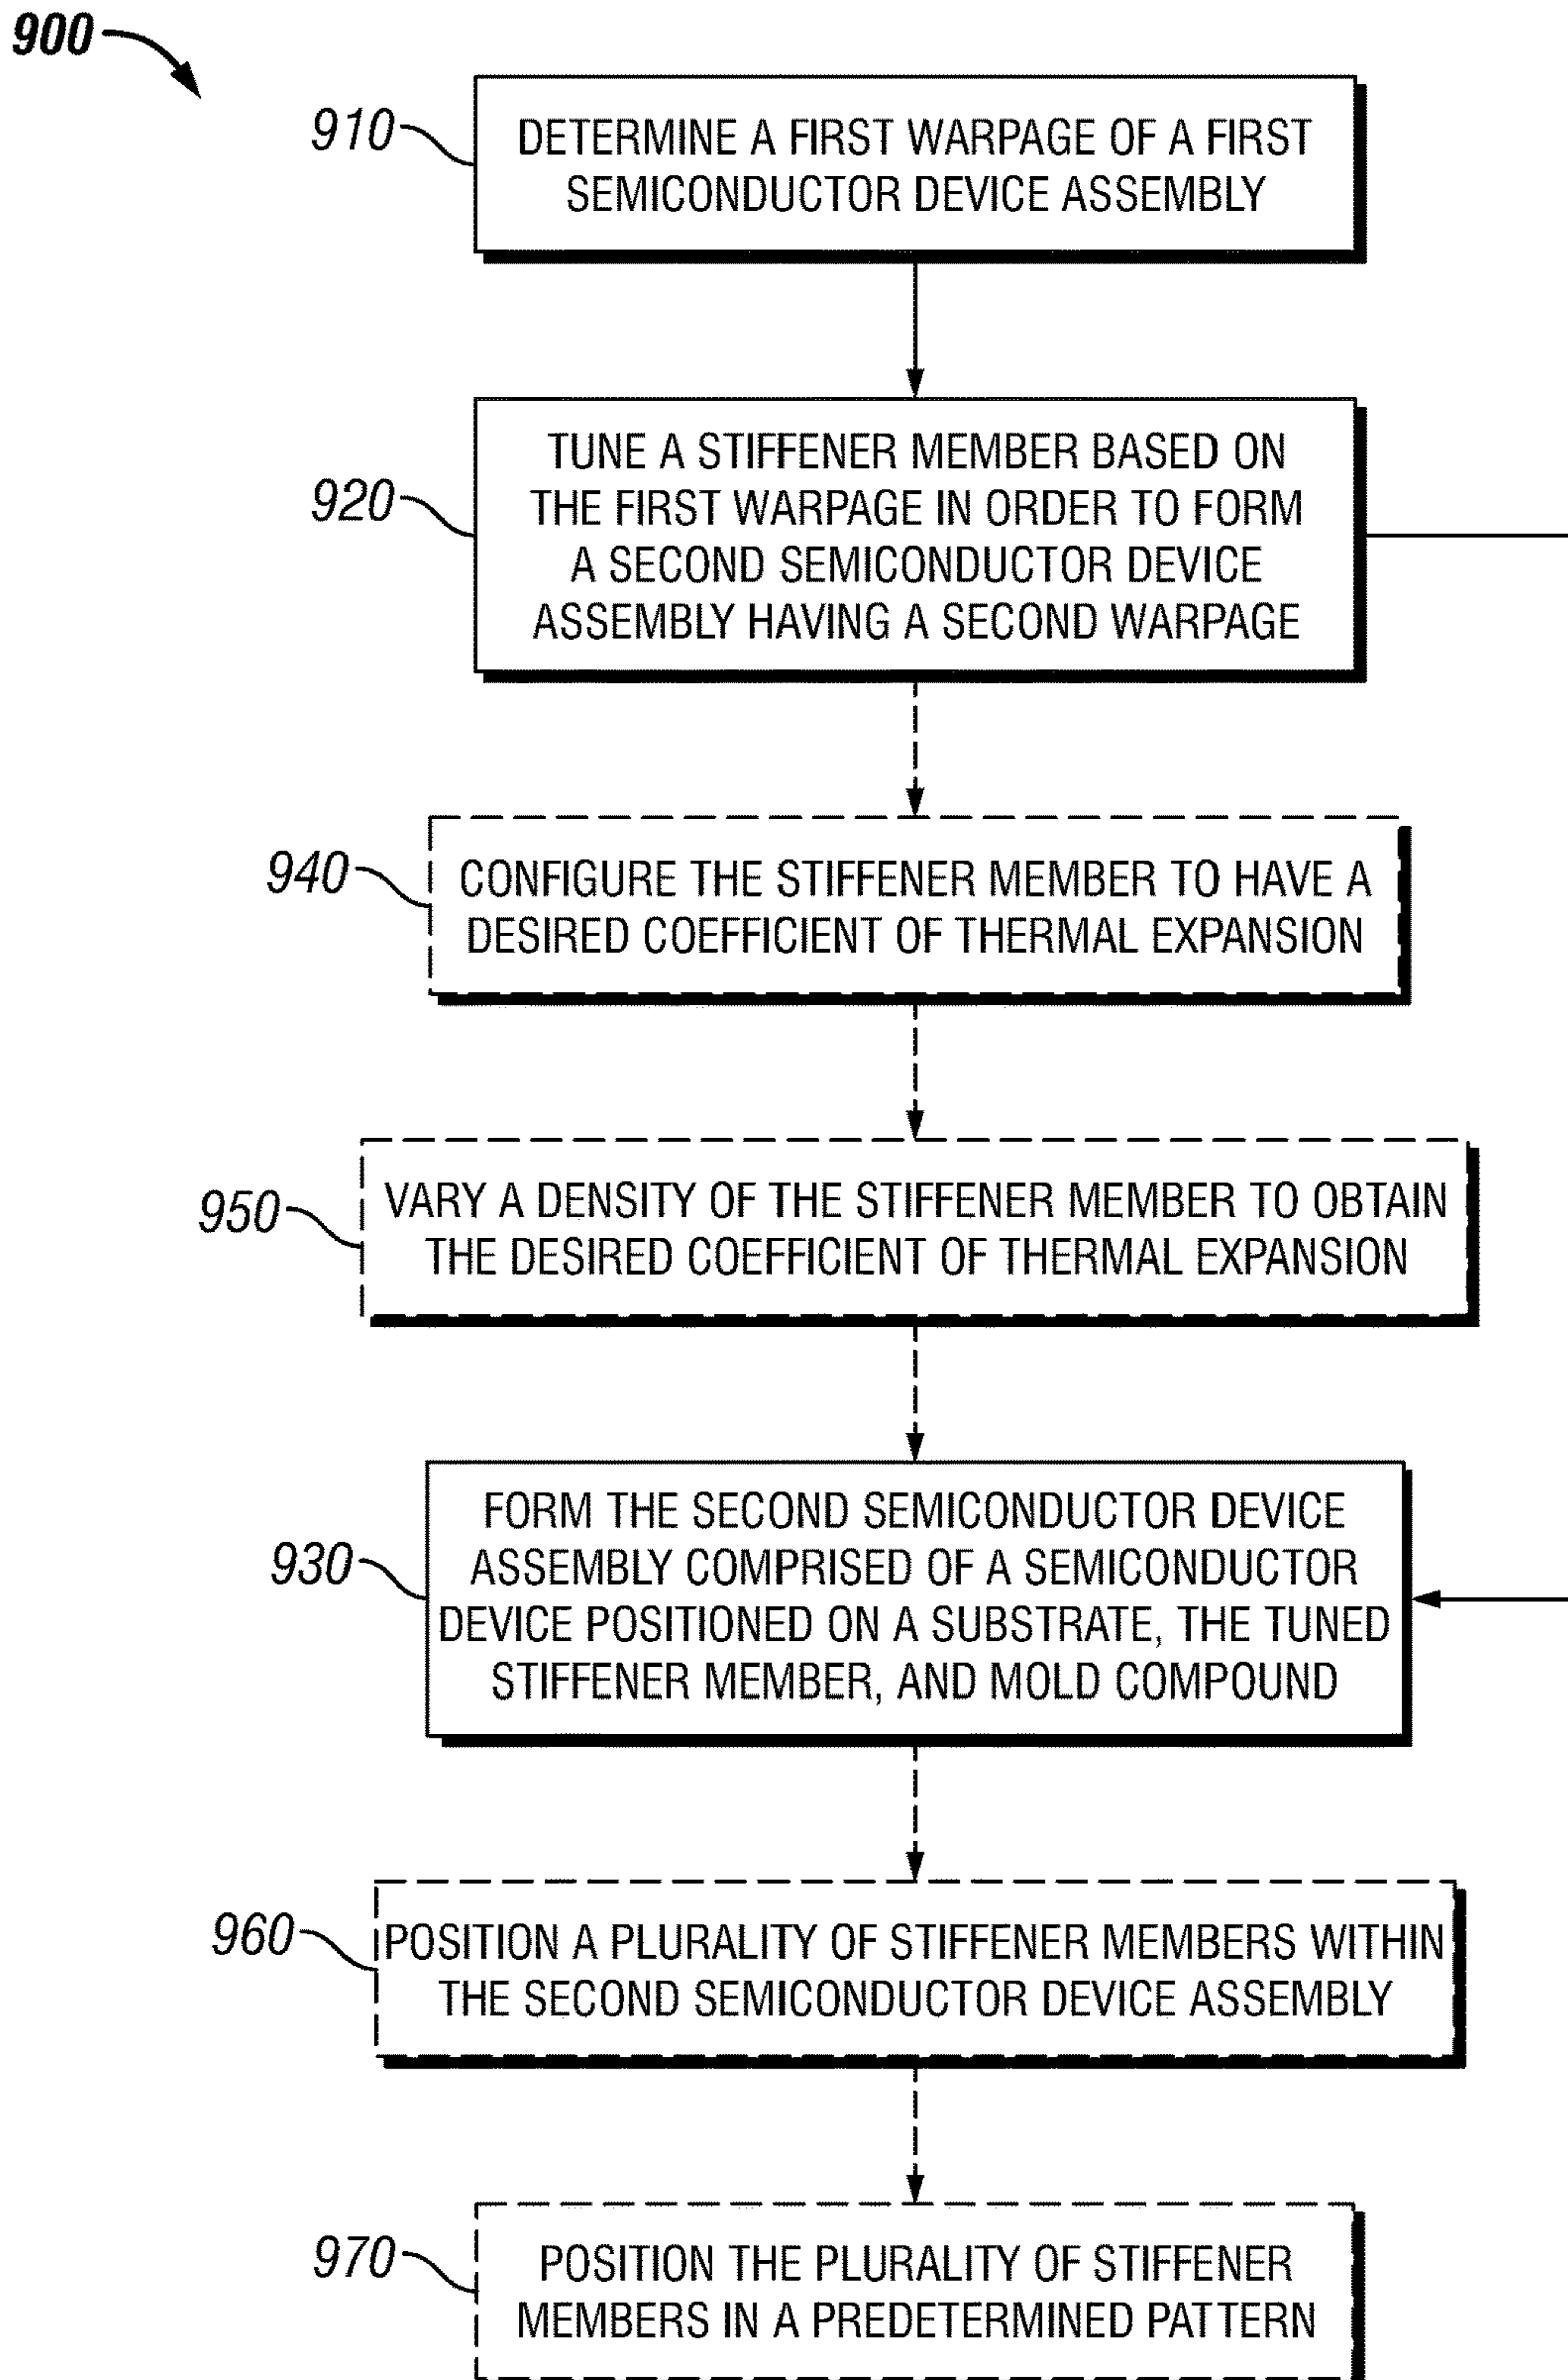 900
910
DETERMINE A FIRST WARPAGE OF A FIRST
SEMICONDUCTOR DEVICE ASSEMBLY
920
TUNE A STIFFENER MEMBER BASED ON
THE FIRST WARPAGE IN ORDER TO FORM
A SECOND SEMICONDUCTOR DEVICE
ASSEMBLY HAVING A SECOND WARPAGE
940
CONFIGURE THE STIFFENER MEMBER TO HAVE A
DESIRED COEFFICIENT OF THERMAL EXPANSION
950
VARY A DENSITY OF THE STIFFENER MEMBER TO OBTAIN
THE DESIRED COEFFICIENT OF THERMAL EXPANSION
930
FORM THE SECOND SEMICONDUCTOR DEVICE
ASSEMBLY COMPRISED OF A SEMICONDUCTOR
DEVICE POSITIONED ON A SUBSTRATE, THE TUNED
STIFFENER MEMBER, AND MOLD COMPOUND
960
POSITION A PLURALITY OF STIFFENER MEMBERS WITHIN
THE SECOND SEMICONDUCTOR DEVICE ASSEMBLY
970
POSITION THE PLURALITY OF STIFFENER
MEMBERS IN A PREDETERMINED PATTERN